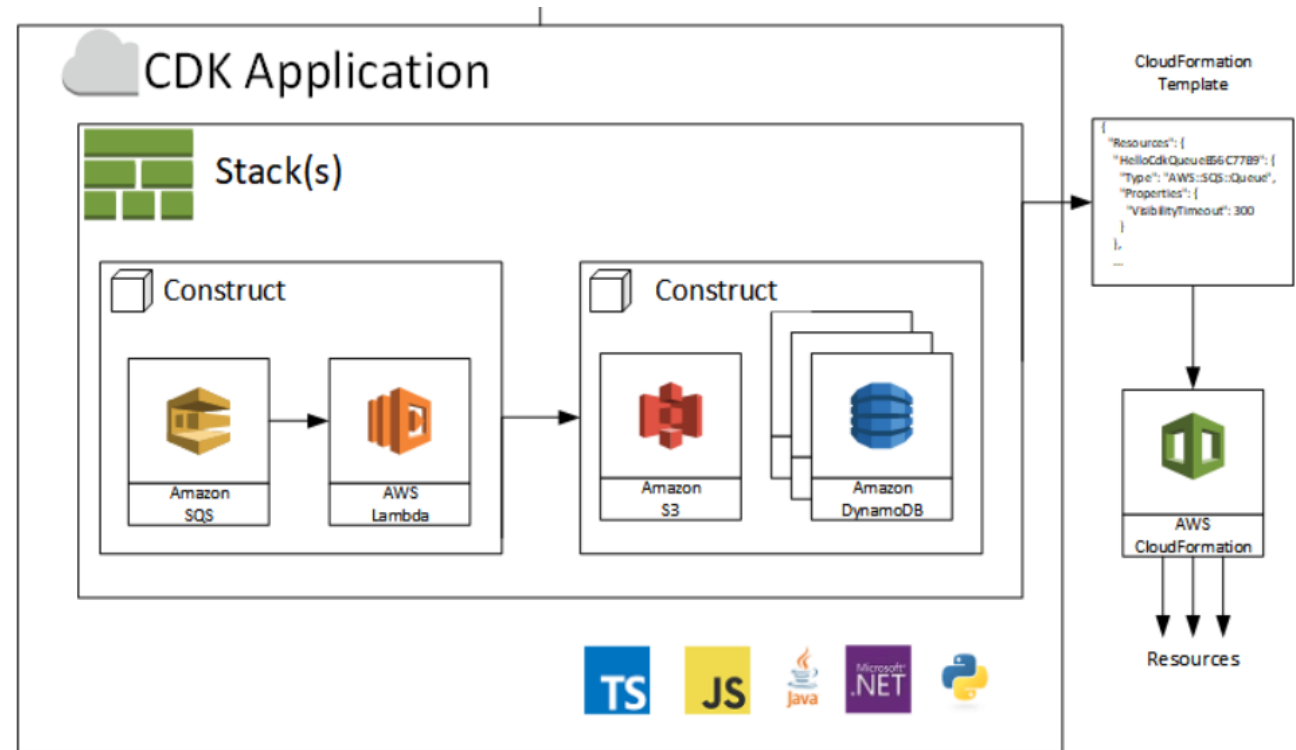 CDK Application
Stack(s)
Construct
Amazon
SQS
AWS
Lambda
Construct
Amazon
S3
Amazon
DynamoDB
TS
JS
Java
Microsoft
.NET
CloudFormation
Template
{
"Resources": {
"HelloCdkQueueB56C77B9": {
"Type": "AWS::SQS::Queue",
"Properties": {
"VisibilityTimeout": 300
}
},
...
AWS
CloudFormation
Resources